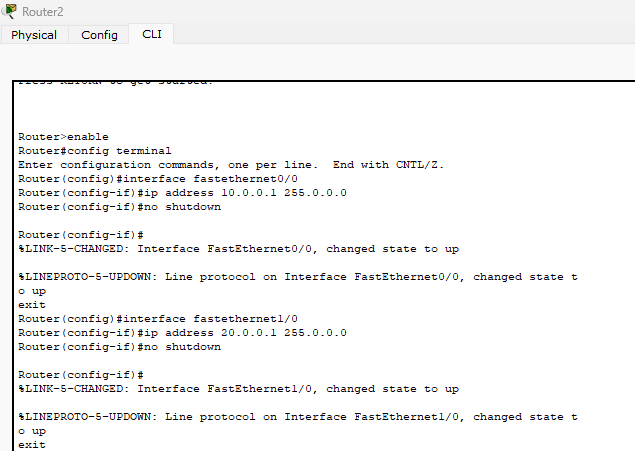 Router2
Physical Config CLI
Press RETURN to get started.
Router>enable
Router#config terminal
Enter configuration commands, one per line.  End with CNTL/Z.
Router(config)#interface fastethernet0/0
Router(config-if)#ip address 10.0.0.1 255.0.0.0
Router(config-if)#no shutdown
Router(config-if)#
%LINK-5-CHANGED: Interface FastEthernet0/0, changed state to up
%LINEPROTO-5-UPDOWN: Line protocol on Interface FastEthernet0/0, changed state t
o up
exit
Router(config)#interface fastethernet1/0
Router(config-if)#ip address 20.0.0.1 255.0.0.0
Router(config-if)#no shutdown
Router(config-if)#
%LINK-5-CHANGED: Interface FastEthernet1/0, changed state to up
%LINEPROTO-5-UPDOWN: Line protocol on Interface FastEthernet1/0, changed state t
o up
exit